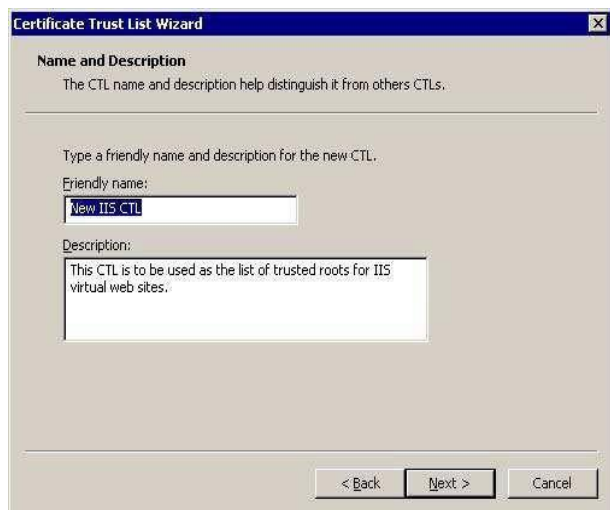 Certificate Trust List Wizard
Name and Description
The CTL name and description help distinguish it from others CTLs.
Type a friendly name and description for the new CTL.
Friendly name:
New IIS CTL
Description:
This CTL is to be used as the list of trusted roots for IIS
virtual web sites.
< Back
Next >
Cancel